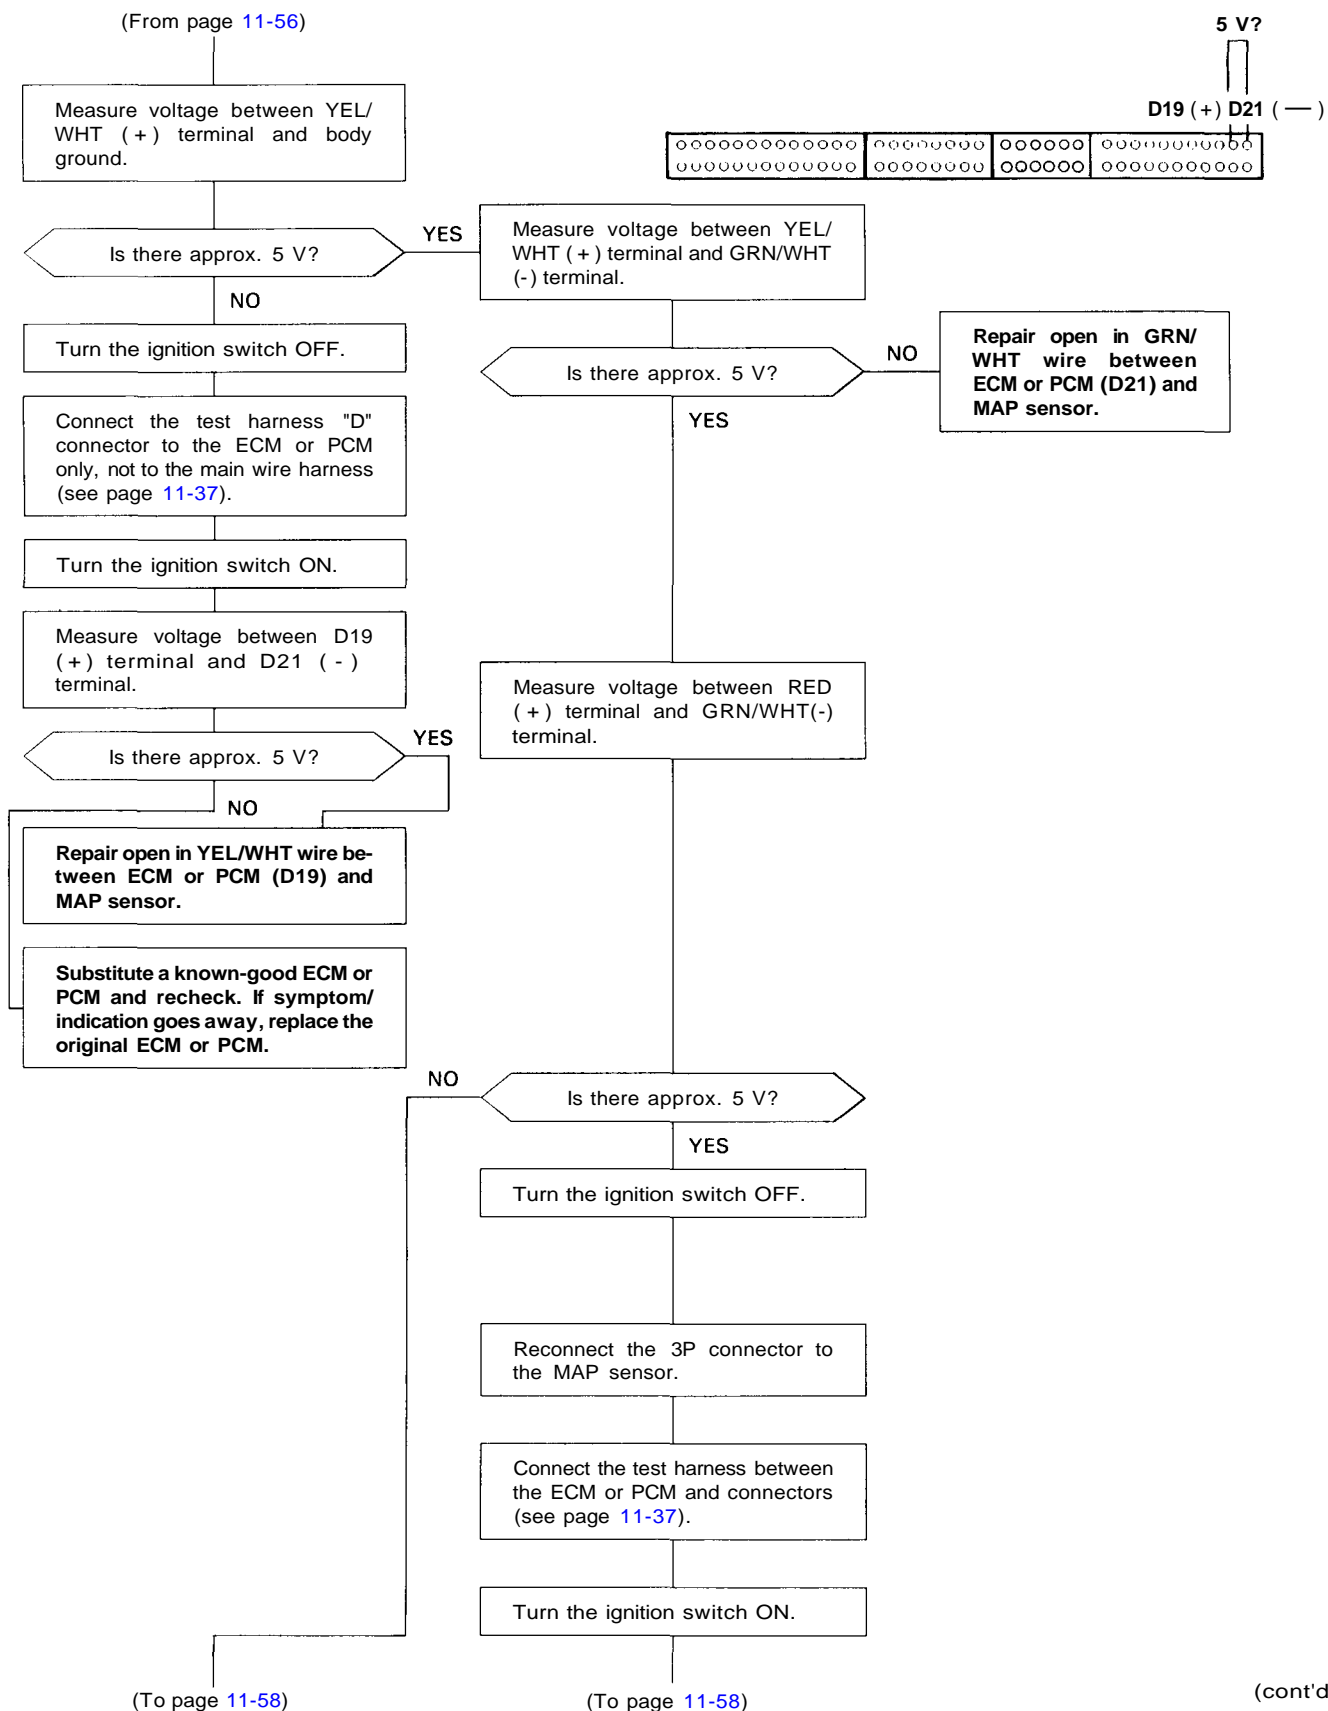 (From page 11-56)
5 V?
D19 (+) D21 ( — )
Measure voltage between YEL/
WHT (+) terminal and body
ground.
Is there approx. 5 V?
YES
NO
Measure voltage between YEL/
WHT (+) terminal and GRN/WHT
(-) terminal.
Is there approx. 5 V?
NO
YES
Repair open in GRN/
WHT wire between
ECM or PCM (D21) and
MAP sensor.
Turn the ignition switch OFF.
Connect the test harness "D"
connector to the ECM or PCM
only, not to the main wire harness
(see page 11-37).
Turn the ignition switch ON.
Measure voltage between D19
(+) terminal and D21 (-)
terminal.
Is there approx. 5 V?
YES
NO
Repair open in YEL/WHT wire be-
tween ECM or PCM (D19) and
MAP sensor.
Substitute a known-good ECM or
PCM and recheck. If symptom/
indication goes away, replace the
original ECM or PCM.
Measure voltage between RED
(+) terminal and GRN/WHT(-)
terminal.
NO
Is there approx. 5 V?
YES
Turn the ignition switch OFF.
Reconnect the 3P connector to
the MAP sensor.
Connect the test harness between
the ECM or PCM and connectors
(see page 11-37).
Turn the ignition switch ON.
(To page 11-58)
(To page 11-58)
(cont'd